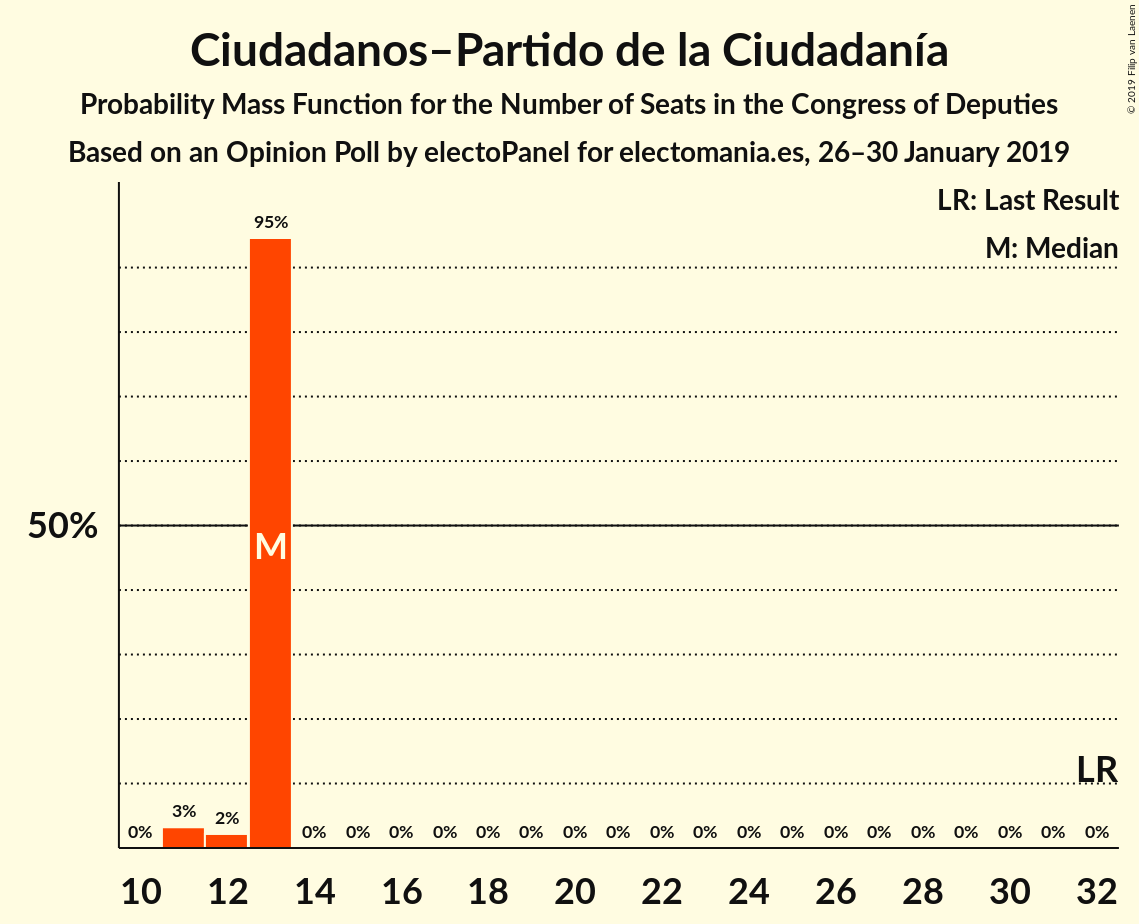 Ciudadanos–Partido de la Ciudadanía
Probability Mass Function for the Number of Seats in the Congress of Deputies
Based on an Opinion Poll by electoPanel for electomania.es, 26–30 January 2019
© 2019 Filip van Laenen
LR: Last Result
M: Median
95%
50%
M
LR
0% 3% 2% 0% 0% 0% 0% 0% 0% 0% 0% 0% 0% 0% 0% 0% 0% 0% 0% 0% 0% 0%
10 12 14 16 18 20 22 24 26 28 30 32